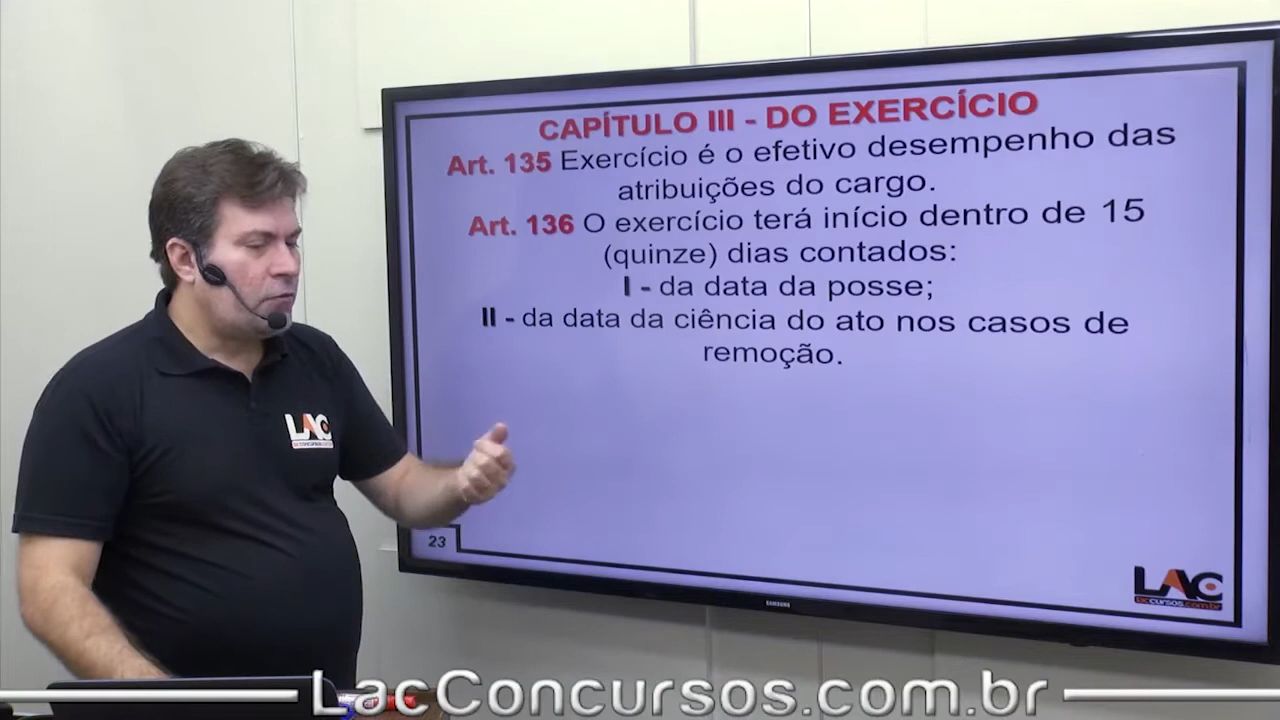 CAPÍTULO III - DO EXERCÍCIO
Art. 135 Exercício é o efetivo desempenho das
atribuições do cargo.
Art. 136 O exercício terá início dentro de 15
(quinze) dias contados:
I - da data da posse;
II - da data da ciência do ato nos casos de
remoção.
23
LAC
laccursos.com.br
SAMSUNG
LAC
LacConcursos.com.br